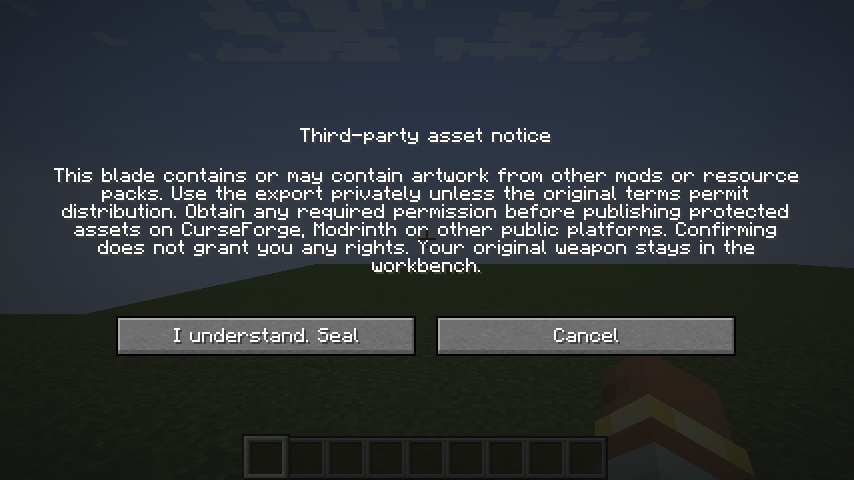 Third-party asset notice
This blade contains or may contain artwork from other mods or resource
packs. Use the export privately unless the original terms permit
distribution. Obtain any required permission before publishing protected
assets on CurseForge, Modrinth or other public platforms. Confirming
does not grant you any rights. Your original weapon stays in the
workbench.
I understand. Seal
Cancel